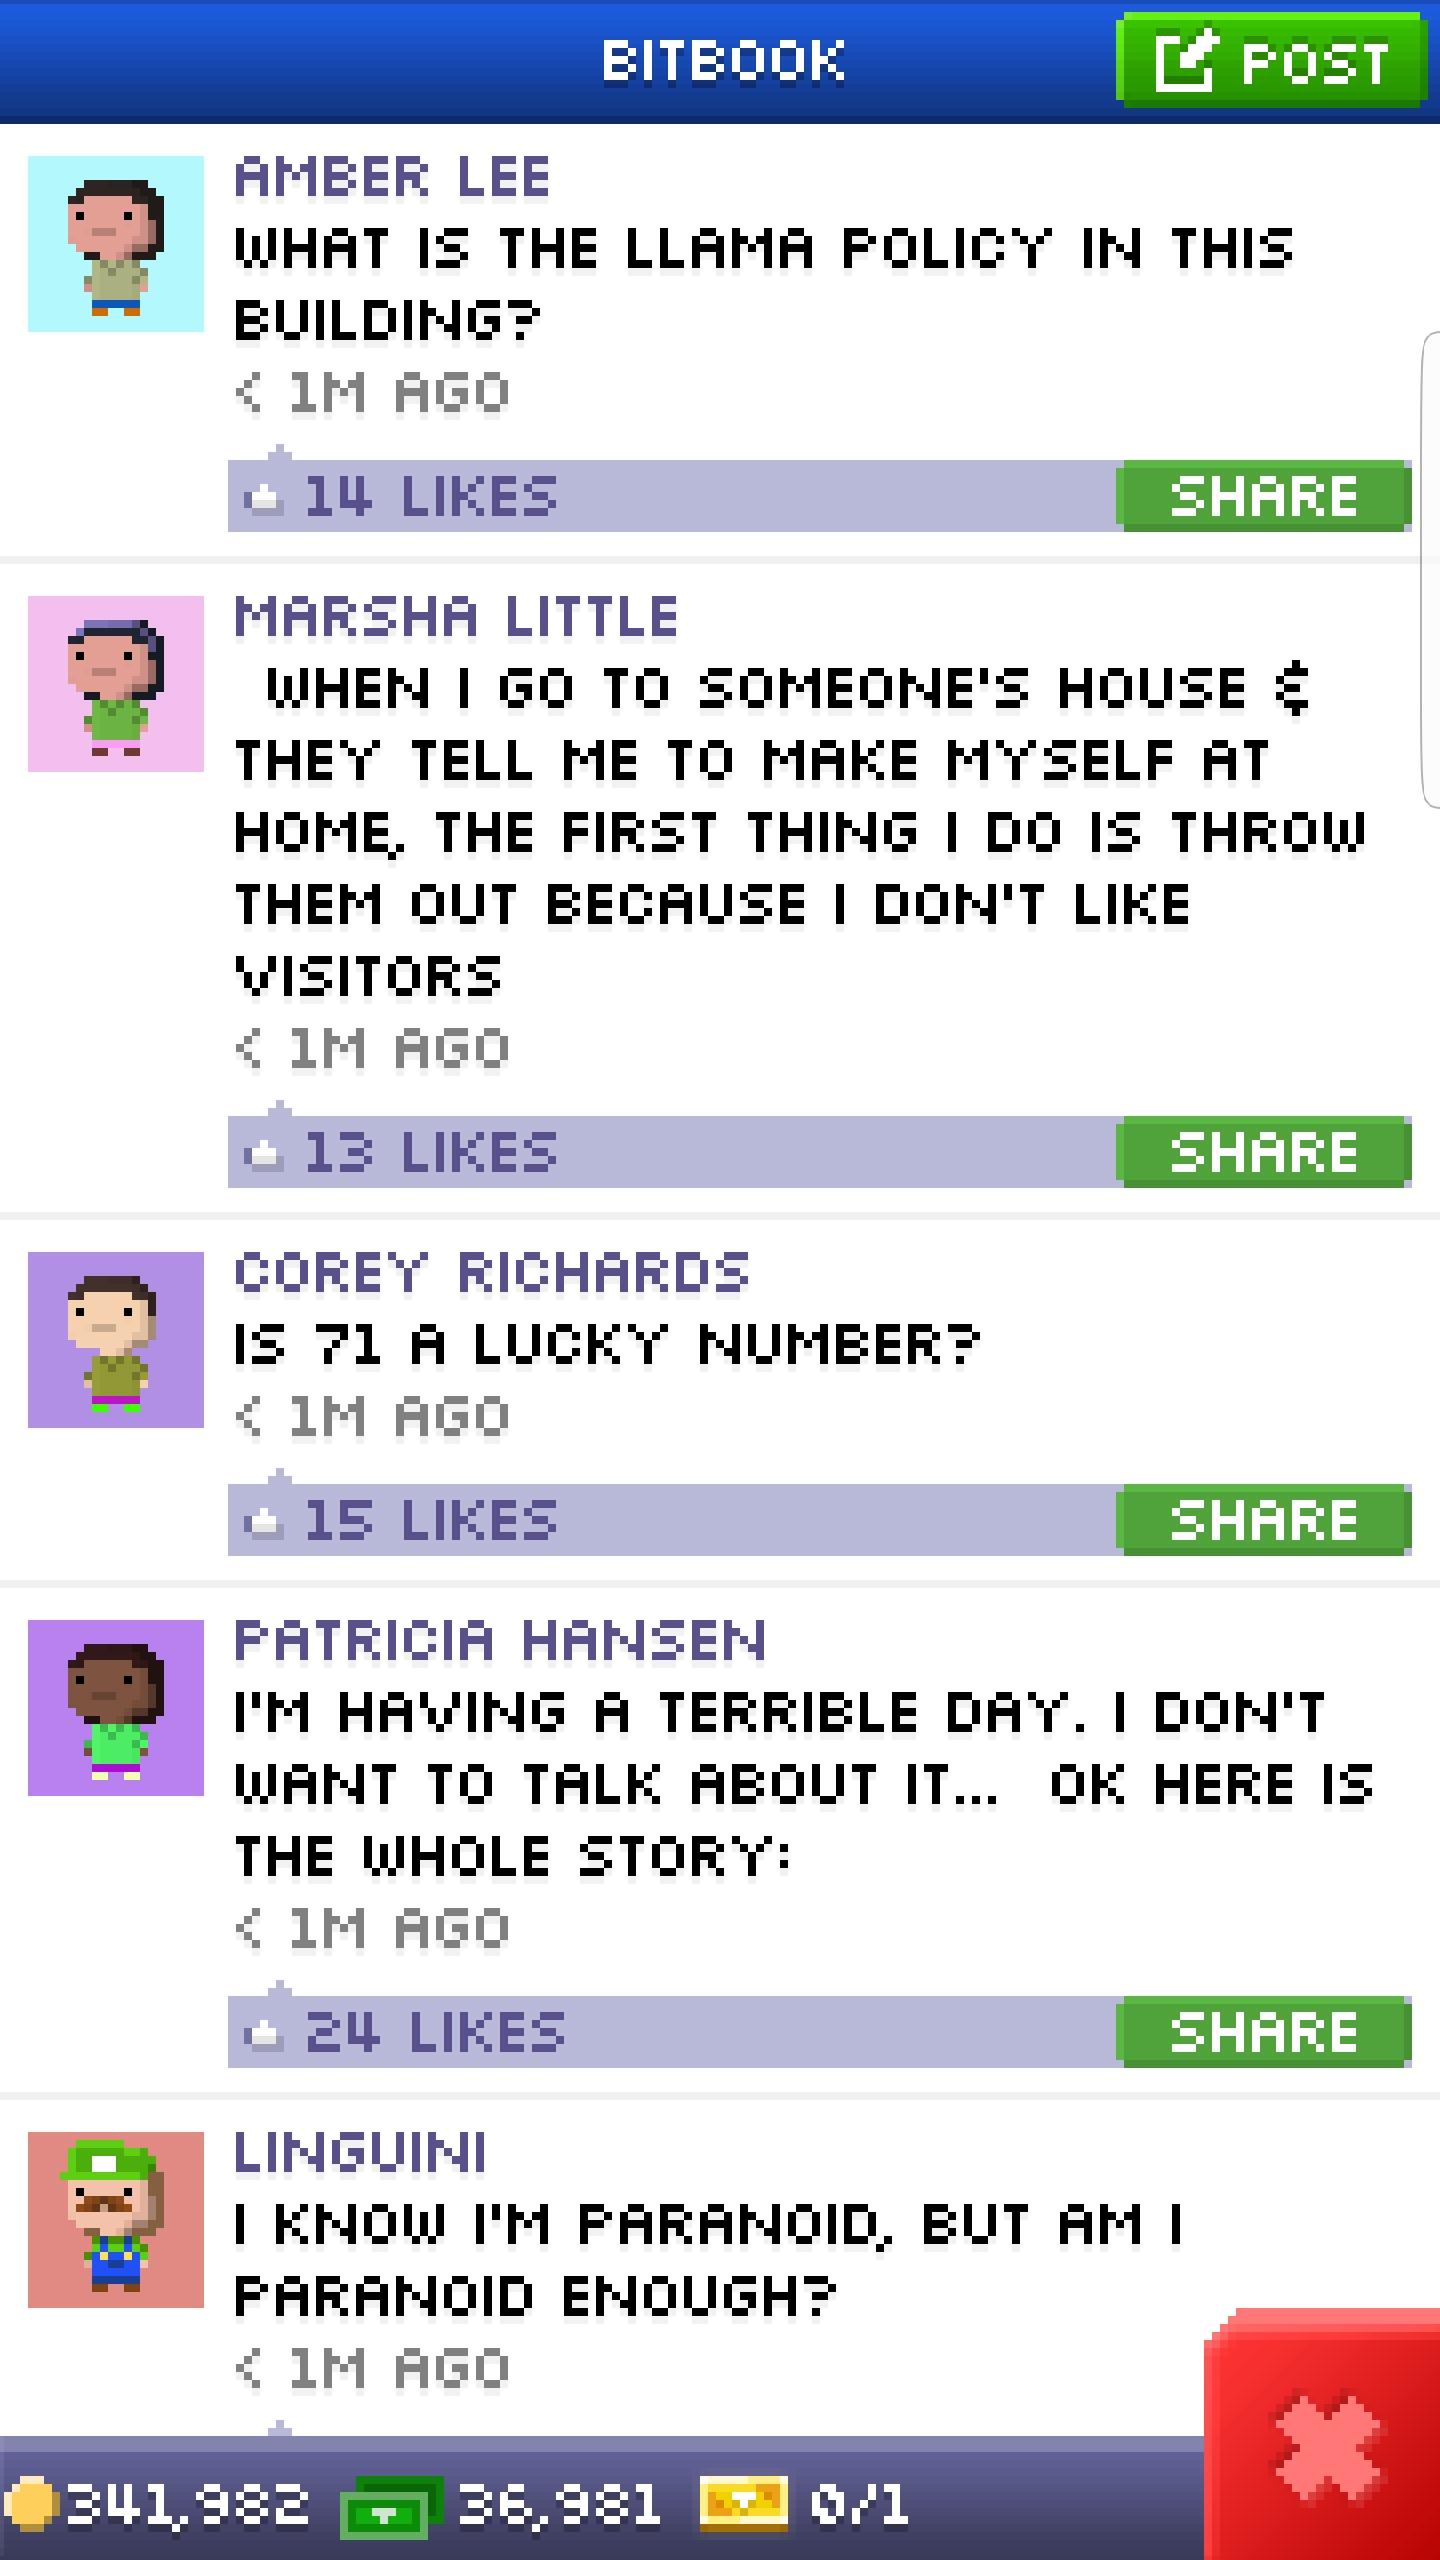 BITBOOK
POST
AMBER LEE
WHAT IS THE LLAMA POLICY IN THIS
BUILDING?
< 1M AGO
14 LIKES
SHARE
MARSHA LITTLE
WHEN I GO TO SOMEONE'S HOUSE &
THEY TELL ME TO MAKE MYSELF AT
HOME, THE FIRST THING I DO IS THROW
THEM OUT BECAUSE I DON'T LIKE
VISITORS
< 1M AGO
13 LIKES
SHARE
COREY RICHARDS
IS 71 A LUCKY NUMBER?
< 1M AGO
15 LIKES
SHARE
PATRICIA HANSEN
I'M HAVING A TERRIBLE DAY. I DON'T
WANT TO TALK ABOUT IT...  OK HERE IS
THE WHOLE STORY:
< 1M AGO
24 LIKES
SHARE
LINGUINI
I KNOW I'M PARANOID, BUT AM I
PARANOID ENOUGH?
< 1M AGO
341,982 36,981 0/1